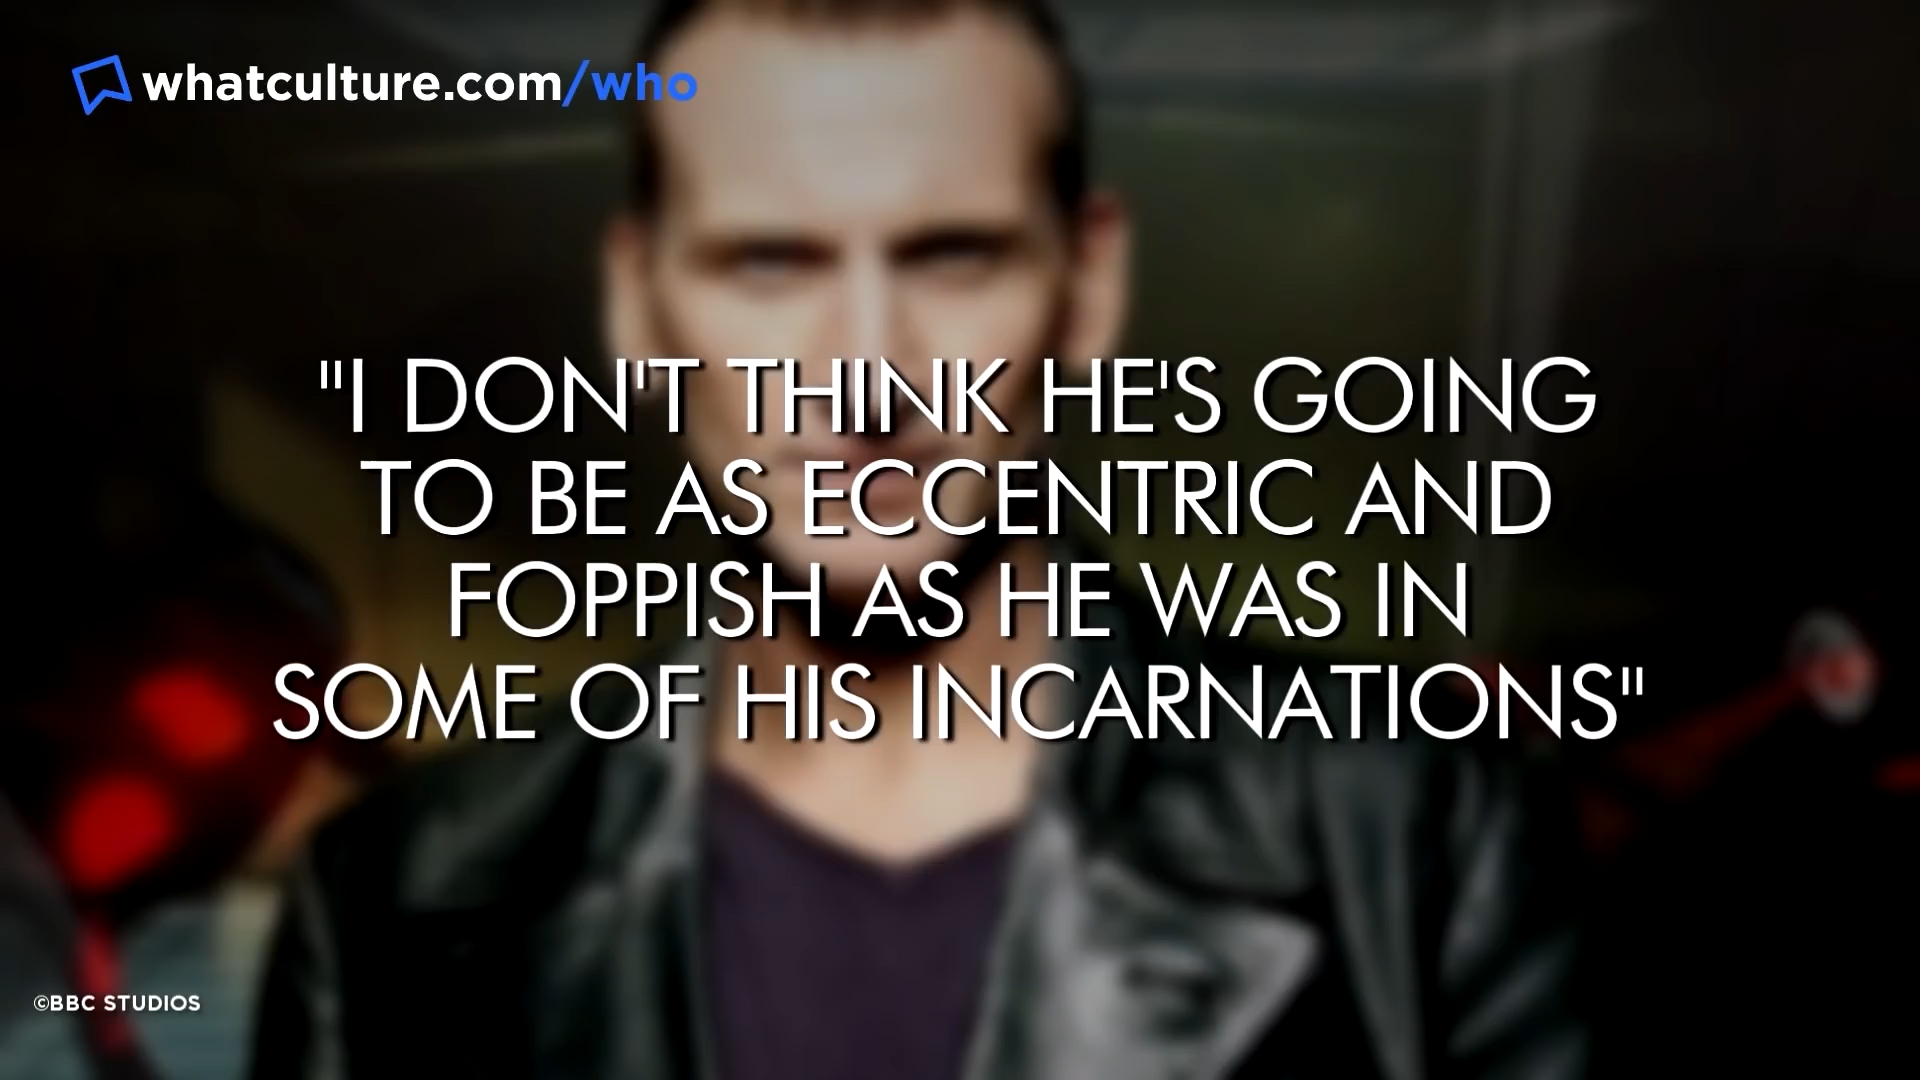 whatculture.com/who
"I DON'T THINK HE'S GOING
TO BE AS ECCENTRIC AND
FOPPISH AS HE WAS IN
SOME OF HIS INCARNATIONS"
©BBC STUDIOS